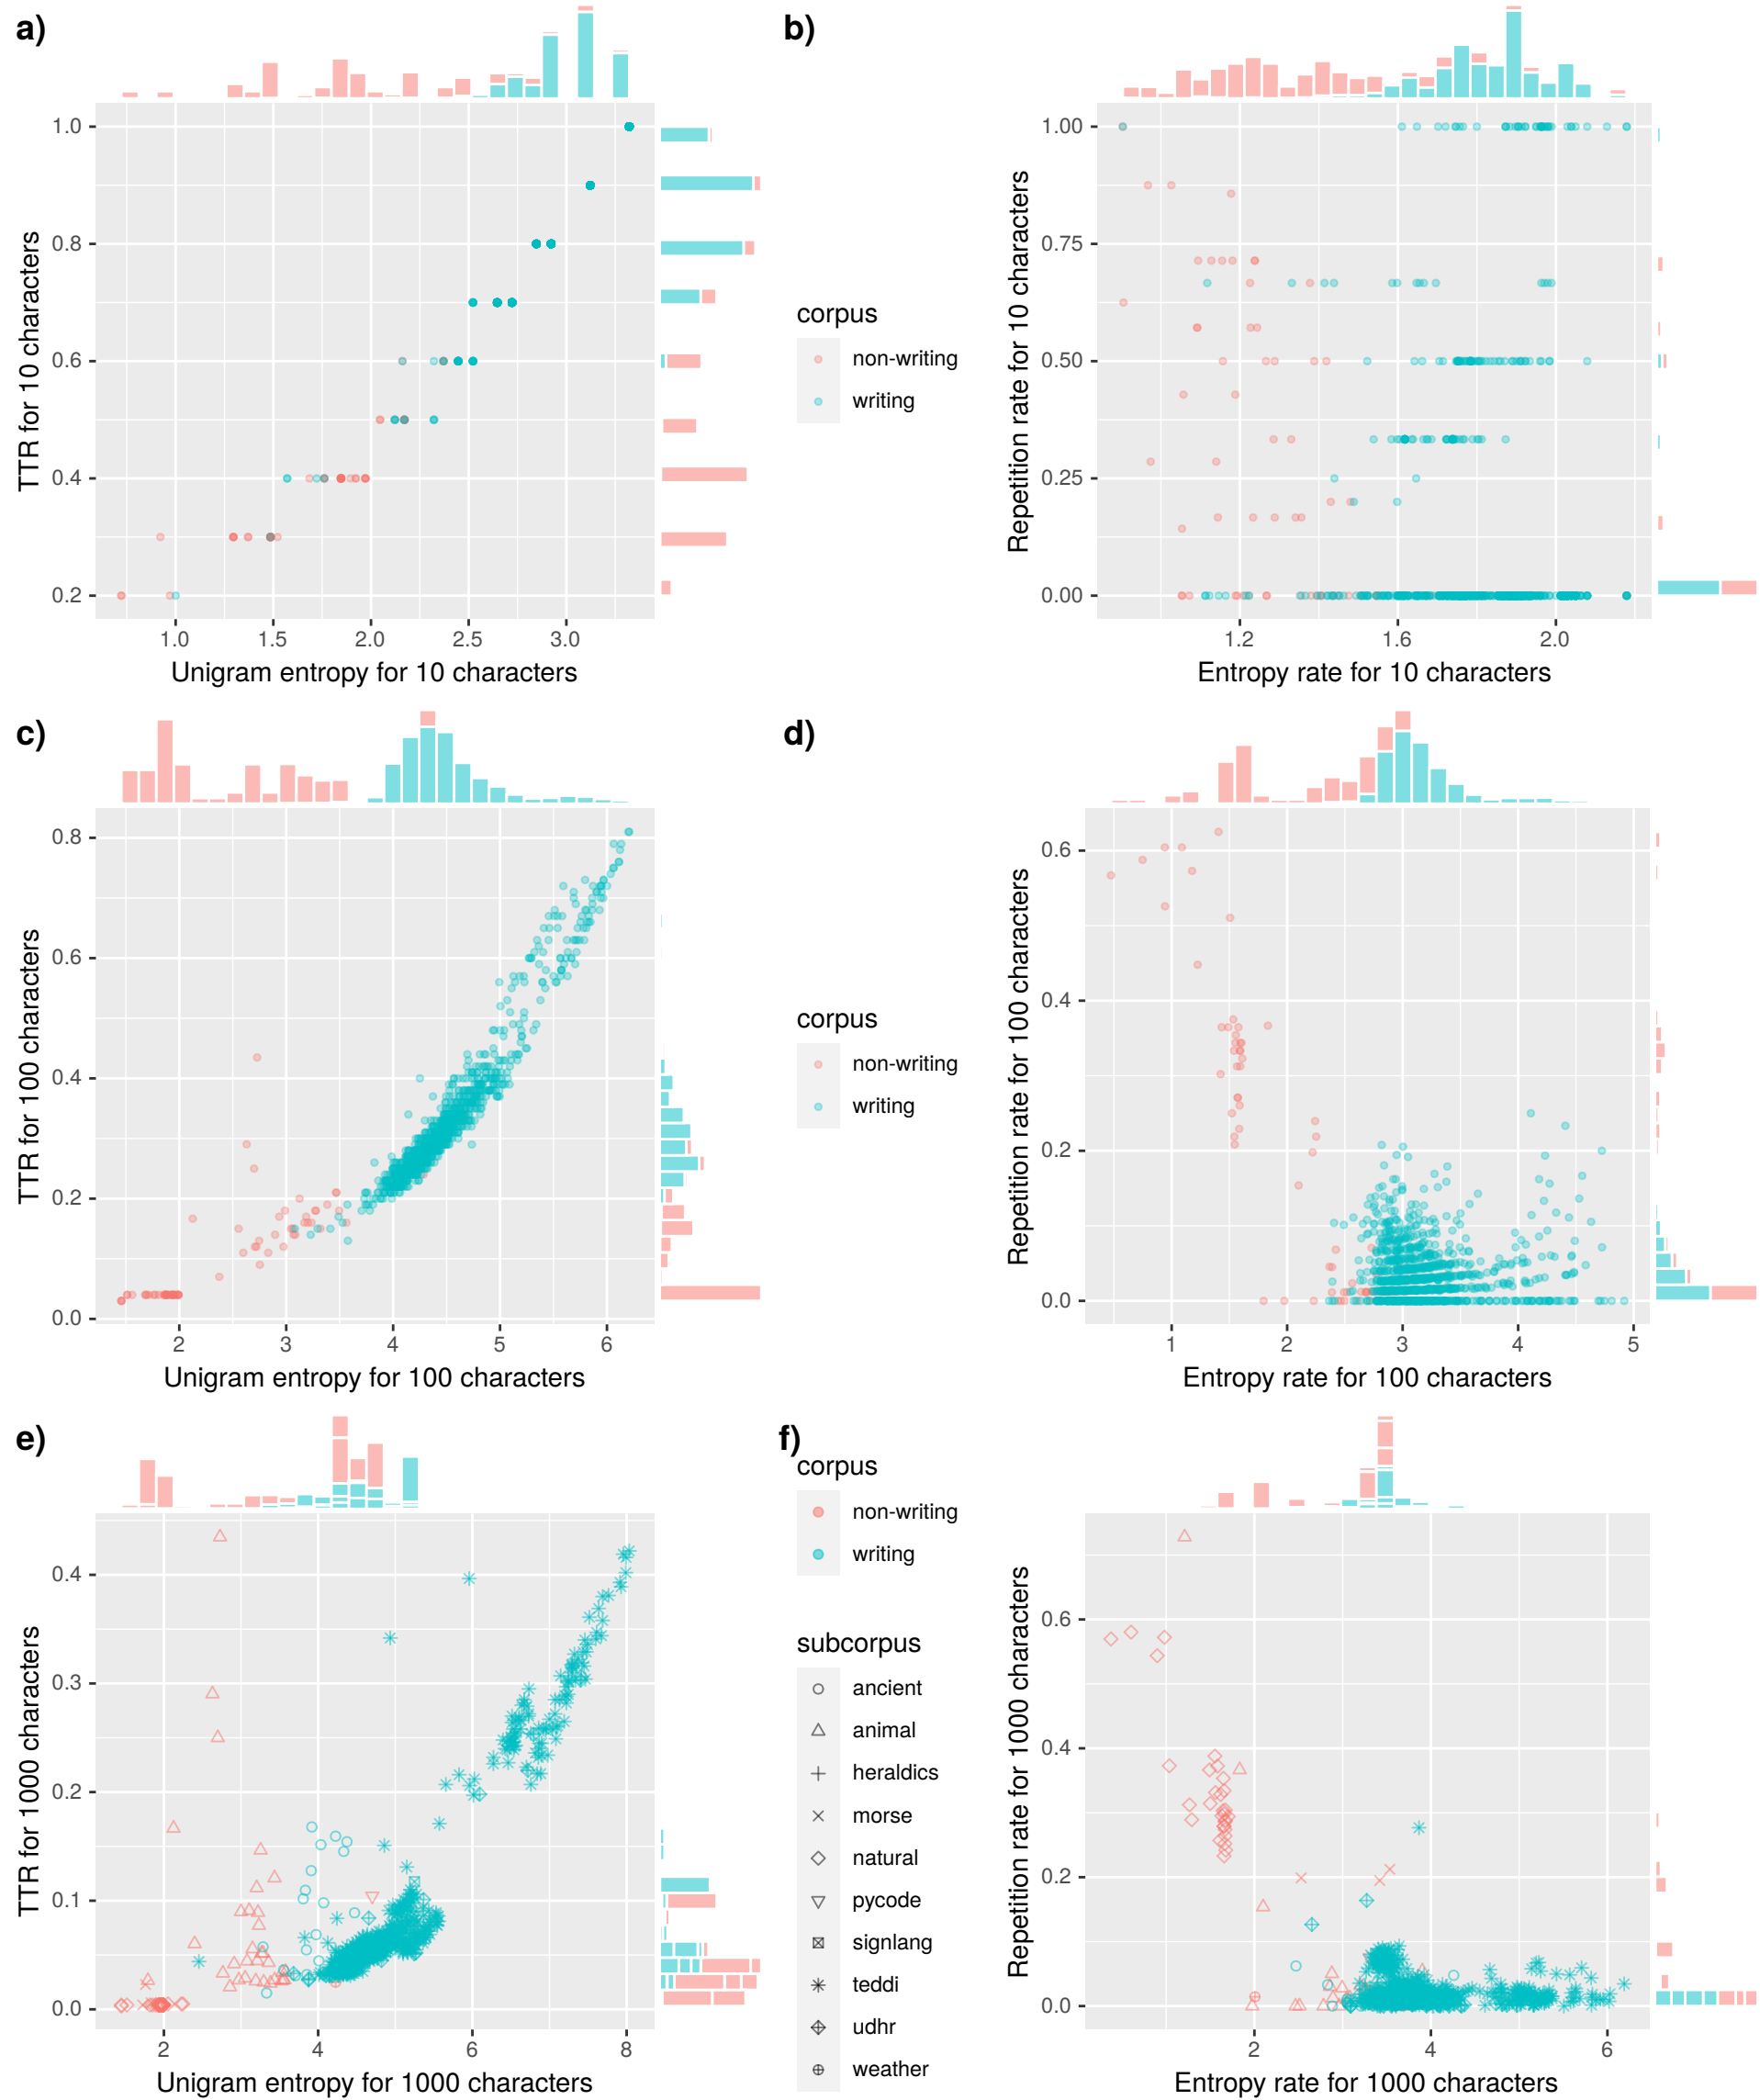 a)
1.0
0.8
0.6
0.4
0.2
TTR for 10 characters
1.0
1.5
2.0
2.5
3.0
Unigram entropy for 10 characters
corpus
non-writing
writing
b)
1.00
0.75
0.50
0.25
0.00
Repetition rate for 10 characters
1.2
1.6
2.0
Entropy rate for 10 characters
c)
0.8
0.6
0.4
0.2
0.0
TTR for 100 characters
2
3
4
5
6
Unigram entropy for 100 characters
corpus
non-writing
writing
d)
0.6
0.4
0.2
0.0
Repetition rate for 100 characters
1
2
3
4
5
Entropy rate for 100 characters
e)
0.4
0.3
0.2
0.1
0.0
TTR for 1000 characters
2
4
6
8
Unigram entropy for 1000 characters
f)
corpus
non-writing
writing
subcorpus
ancient
animal
heraldics
morse
natural
pycode
signlang
teddi
udhr
weather
0.6
0.4
0.2
0.0
Repetition rate for 1000 characters
2
4
6
Entropy rate for 1000 characters